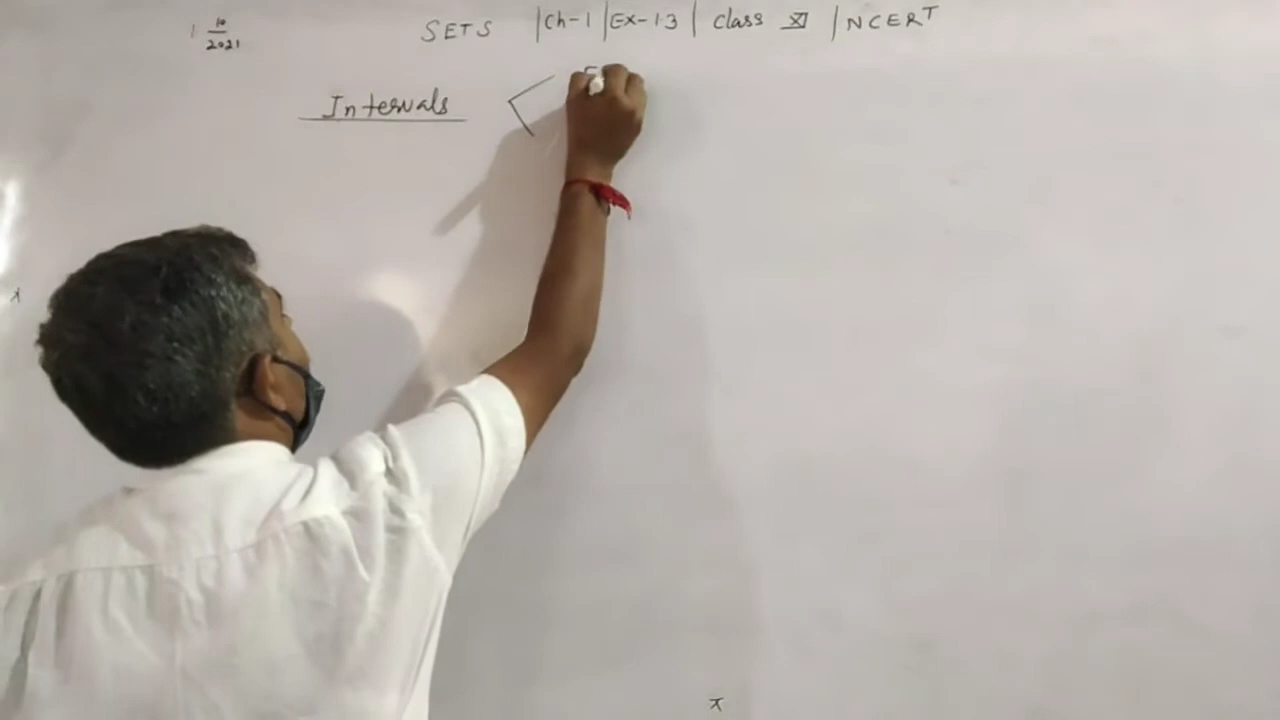 1 10/2021
SETS |Ch-1|Ex-1.3| class XI |NCERT
Intervals
x
x